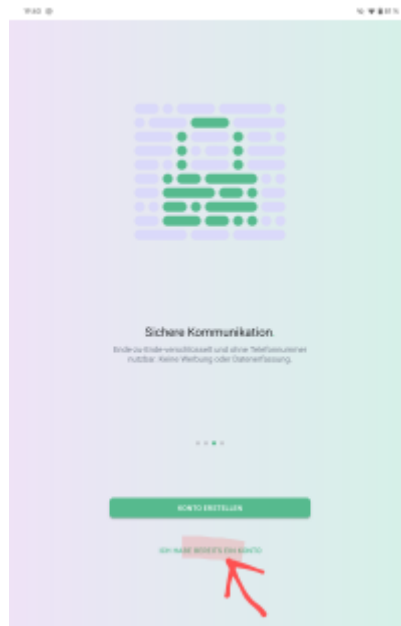 Sichere Kommunikation.
Ende-zu-Ende-verschlüsselt und ohne Telefonnummer
nutzbar. Keine Werbung oder Datenerfassung.
KONTO ERSTELLEN
ICH HABE BEREITS EIN KONTO